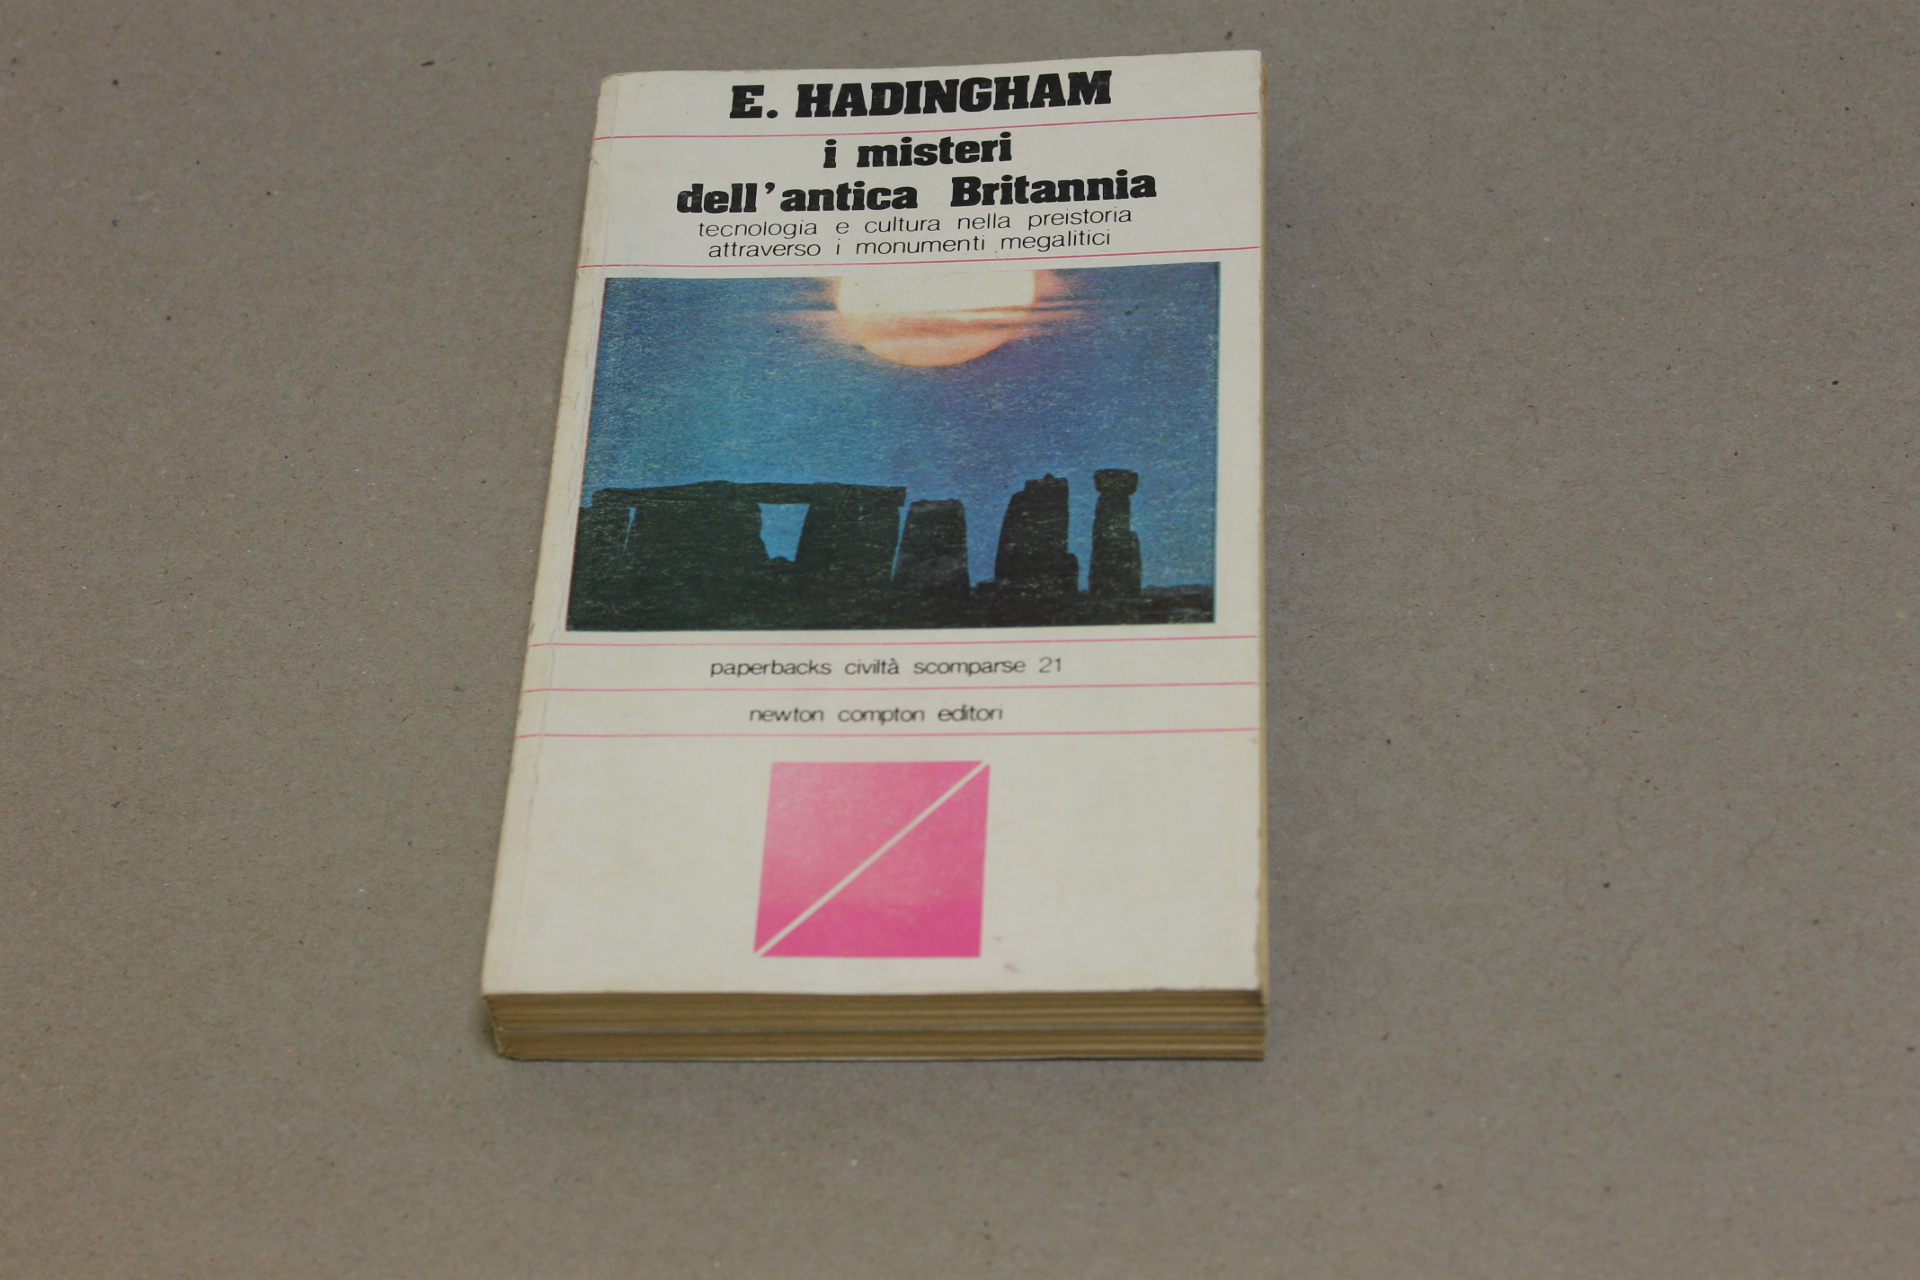 E. HADINGHAM
i misteri
dell'antica Britannia
tecnologia e cultura nella preistoria
attraverso i monumenti megalitici
paperbacks civiltà scomparse 21
newton compton editori